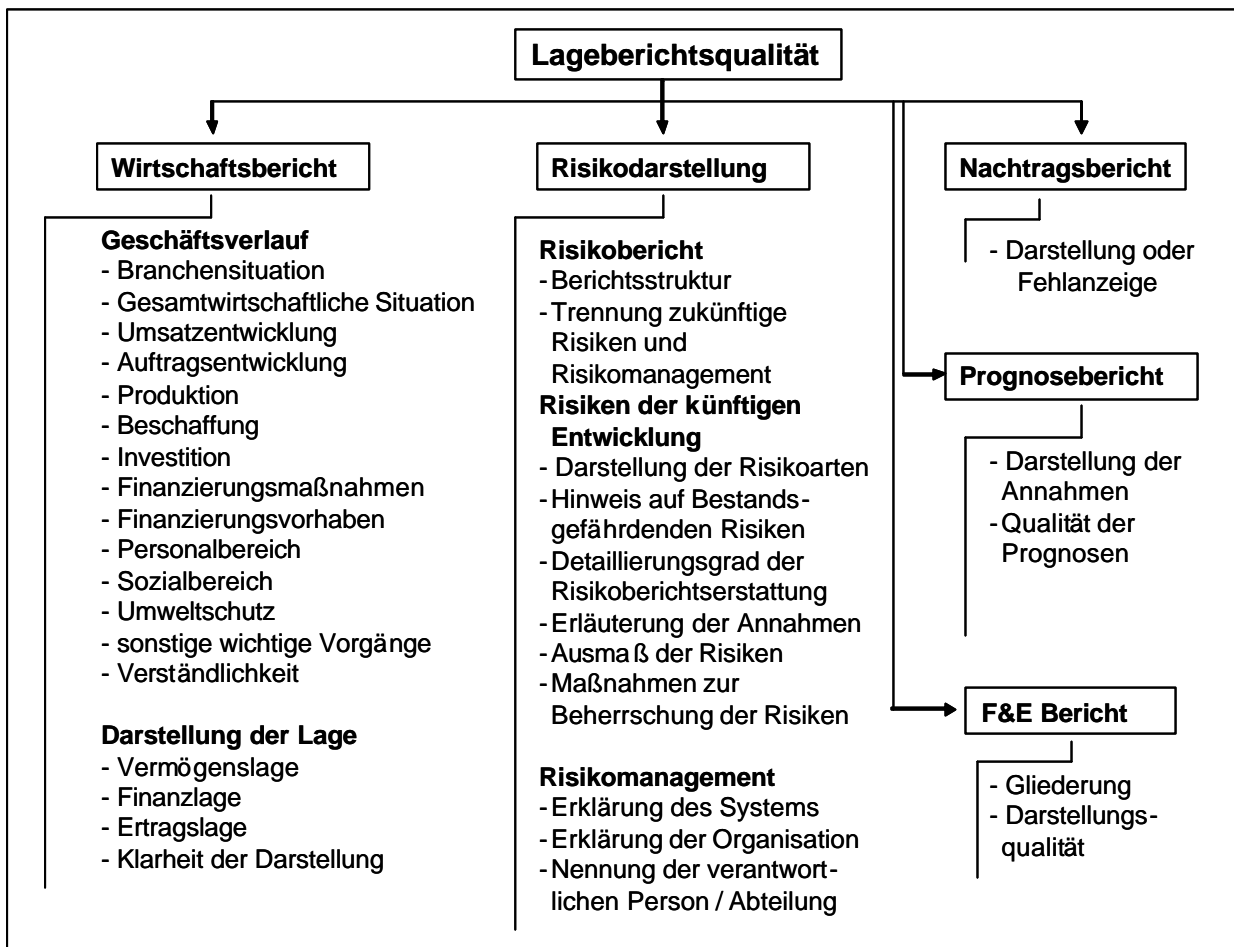 Lageberichtsqualität
Wirtschaftsbericht
Geschäftsverlauf
- Branchensituation
- Gesamtwirtschaftliche Situation
- Umsatzentwicklung
- Auftragsentwicklung
- Produktion
- Beschaffung
- Investition
- Finanzierungsmaßnahmen
- Finanzierungsvorhaben
- Personalbereich
- Sozialbereich
- Umweltschutz
- sonstige wichtige Vorgänge
- Verständlichkeit
Darstellung der Lage
- Vermögenslage
- Finanzlage
- Ertragslage
- Klarheit der Darstellung
Risikodarstellung
Risikobericht
- Berichtsstruktur
- Trennung zukünftige
Risiken und
Risikomanagement
Risiken der künftigen
Entwicklung
- Darstellung der Risikoarten
- Hinweis auf Bestands-
gefährdenden Risiken
- Detaillierungsgrad der
Risikoberichtserstattung
- Erläuterung der Annahmen
- Ausmaß der Risiken
- Maßnahmen zur
Beherrschung der Risiken
Risikomanagement
- Erklärung des Systems
- Erklärung der Organisation
- Nennung der verantwort-
lichen Person / Abteilung
Nachtragsbericht
- Darstellung oder
Fehlanzeige
Prognosebericht
- Darstellung der
Annahmen
- Qualität der
Prognosen
F&E Bericht
- Gliederung
- Darstellungs-
qualität